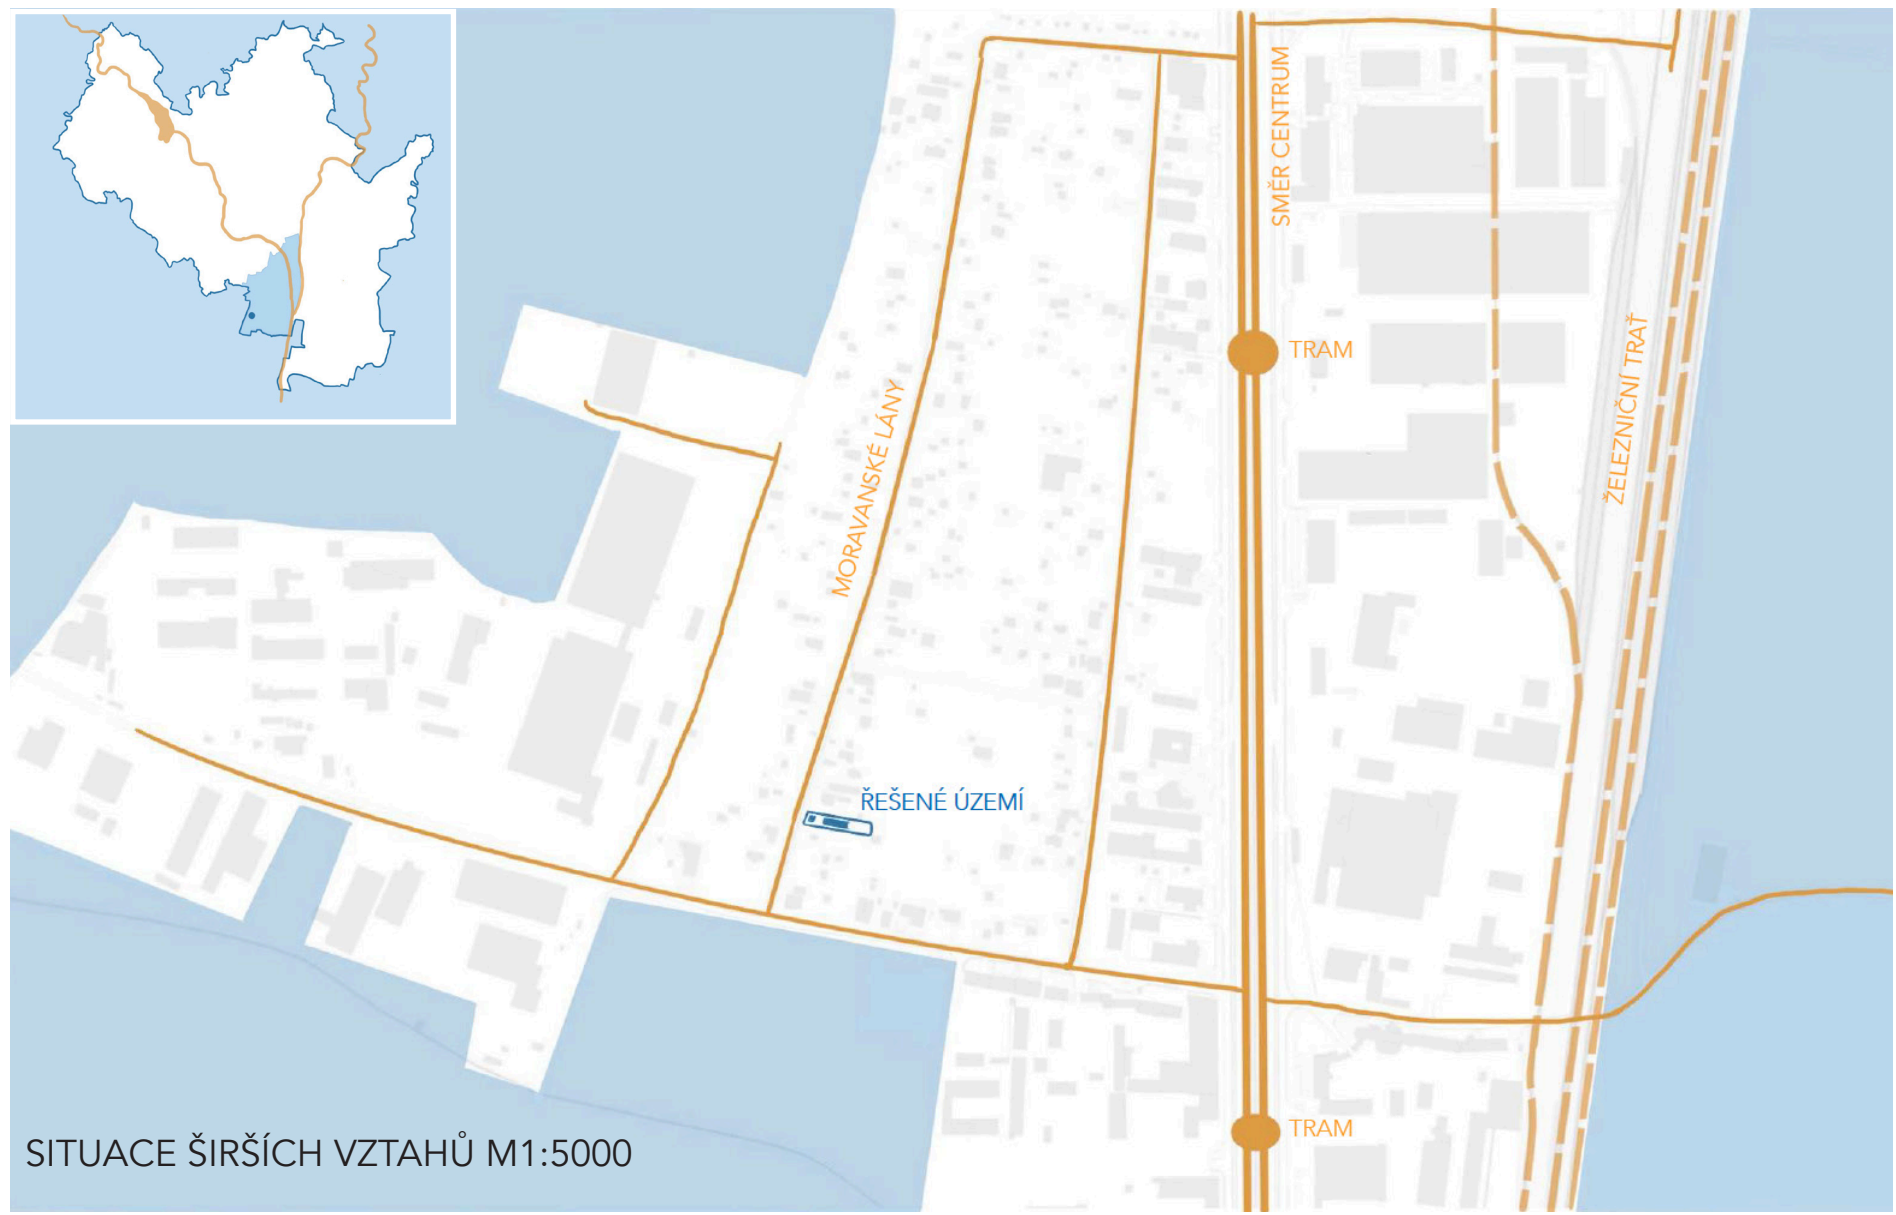 SMĚR CENTRUM
TRAM
ŽELEZNIČNÍ TRAŤ
MORAVANSKÉ LÁNY
ŘEŠENÉ ÚZEMÍ
TRAM
SITUACE ŠIRŠÍCH VZTAHŮ M1:5000